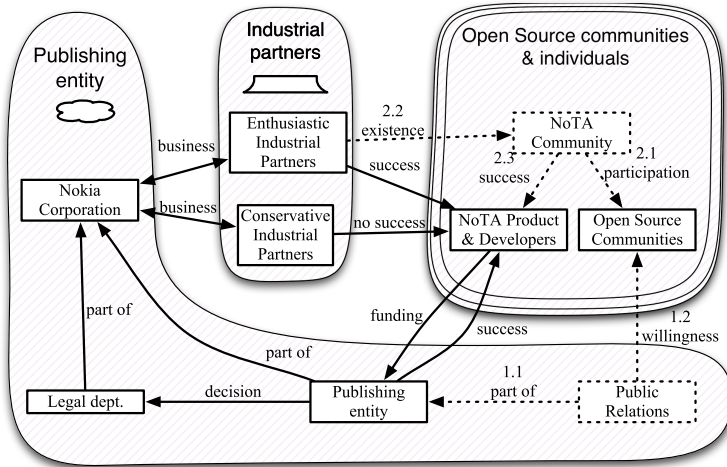 Publishing
entity
Industrial
partners
Open Source communities
& individuals
Enthusiastic
Industrial
Partners
2.2
existence
NoTA
Community
business
success
2.3
success
2.1
participation
Nokia
Corporation
business
Conservative
Industrial
Partners
no success
NoTA Product
& Developers
Open Source
Communities
part of
funding
success
1.2
willingness
part of
Legal dept.
decision
Publishing
entity
1.1
part of
Public
Relations